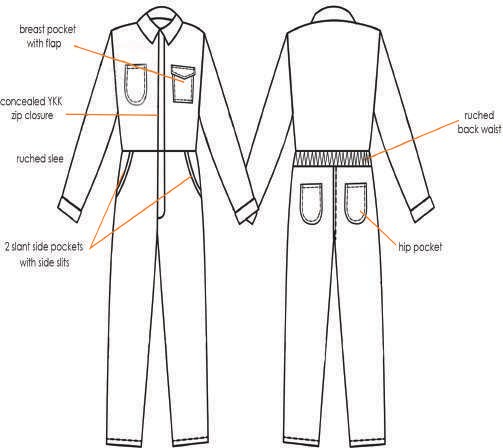 breast pocket
with flap
concealed YKK
zip closure
ruched slee
2 slant side pockets
with side slits
ruched
back waist
hip pocket